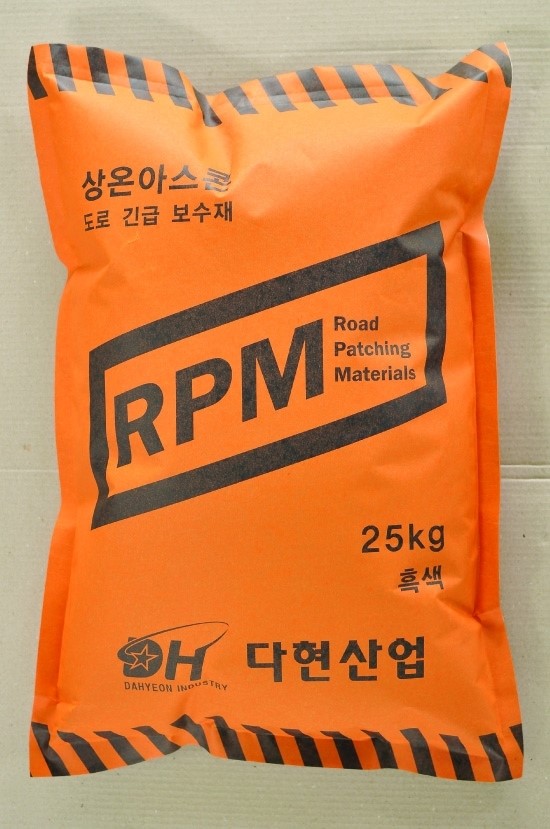 상온아스콘
도로 긴급 보수재
RPM
Road
Patching
Materials
25kg
흑색
DH
DAHYEON INDUSTRY
다현산업